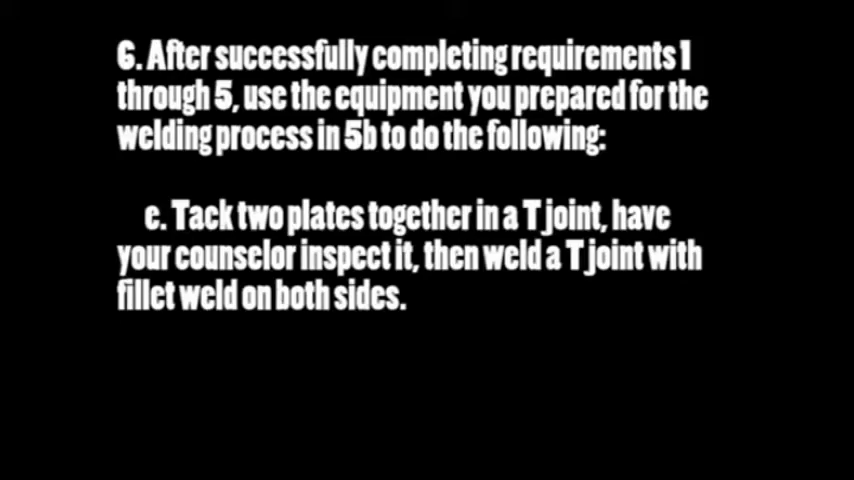 6. After successfully completing requirements 1
through 5, use the equipment you prepared for the
welding process in 5b to do the following:
e. Tack two plates together in a T joint, have
your counselor inspect it, then weld a T joint with
fillet weld on both sides.